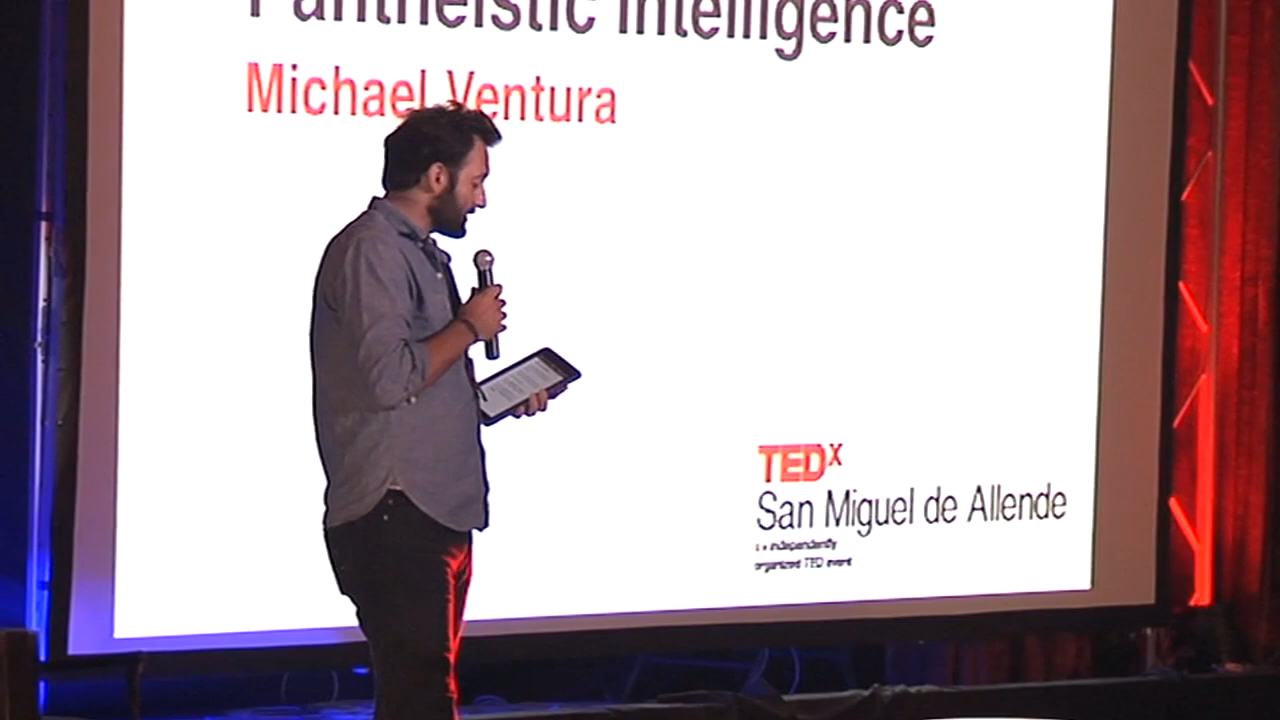 Pantheistic Intelligence
Michael Ventura
TEDx
San Miguel de Allende
independently
organized TED event